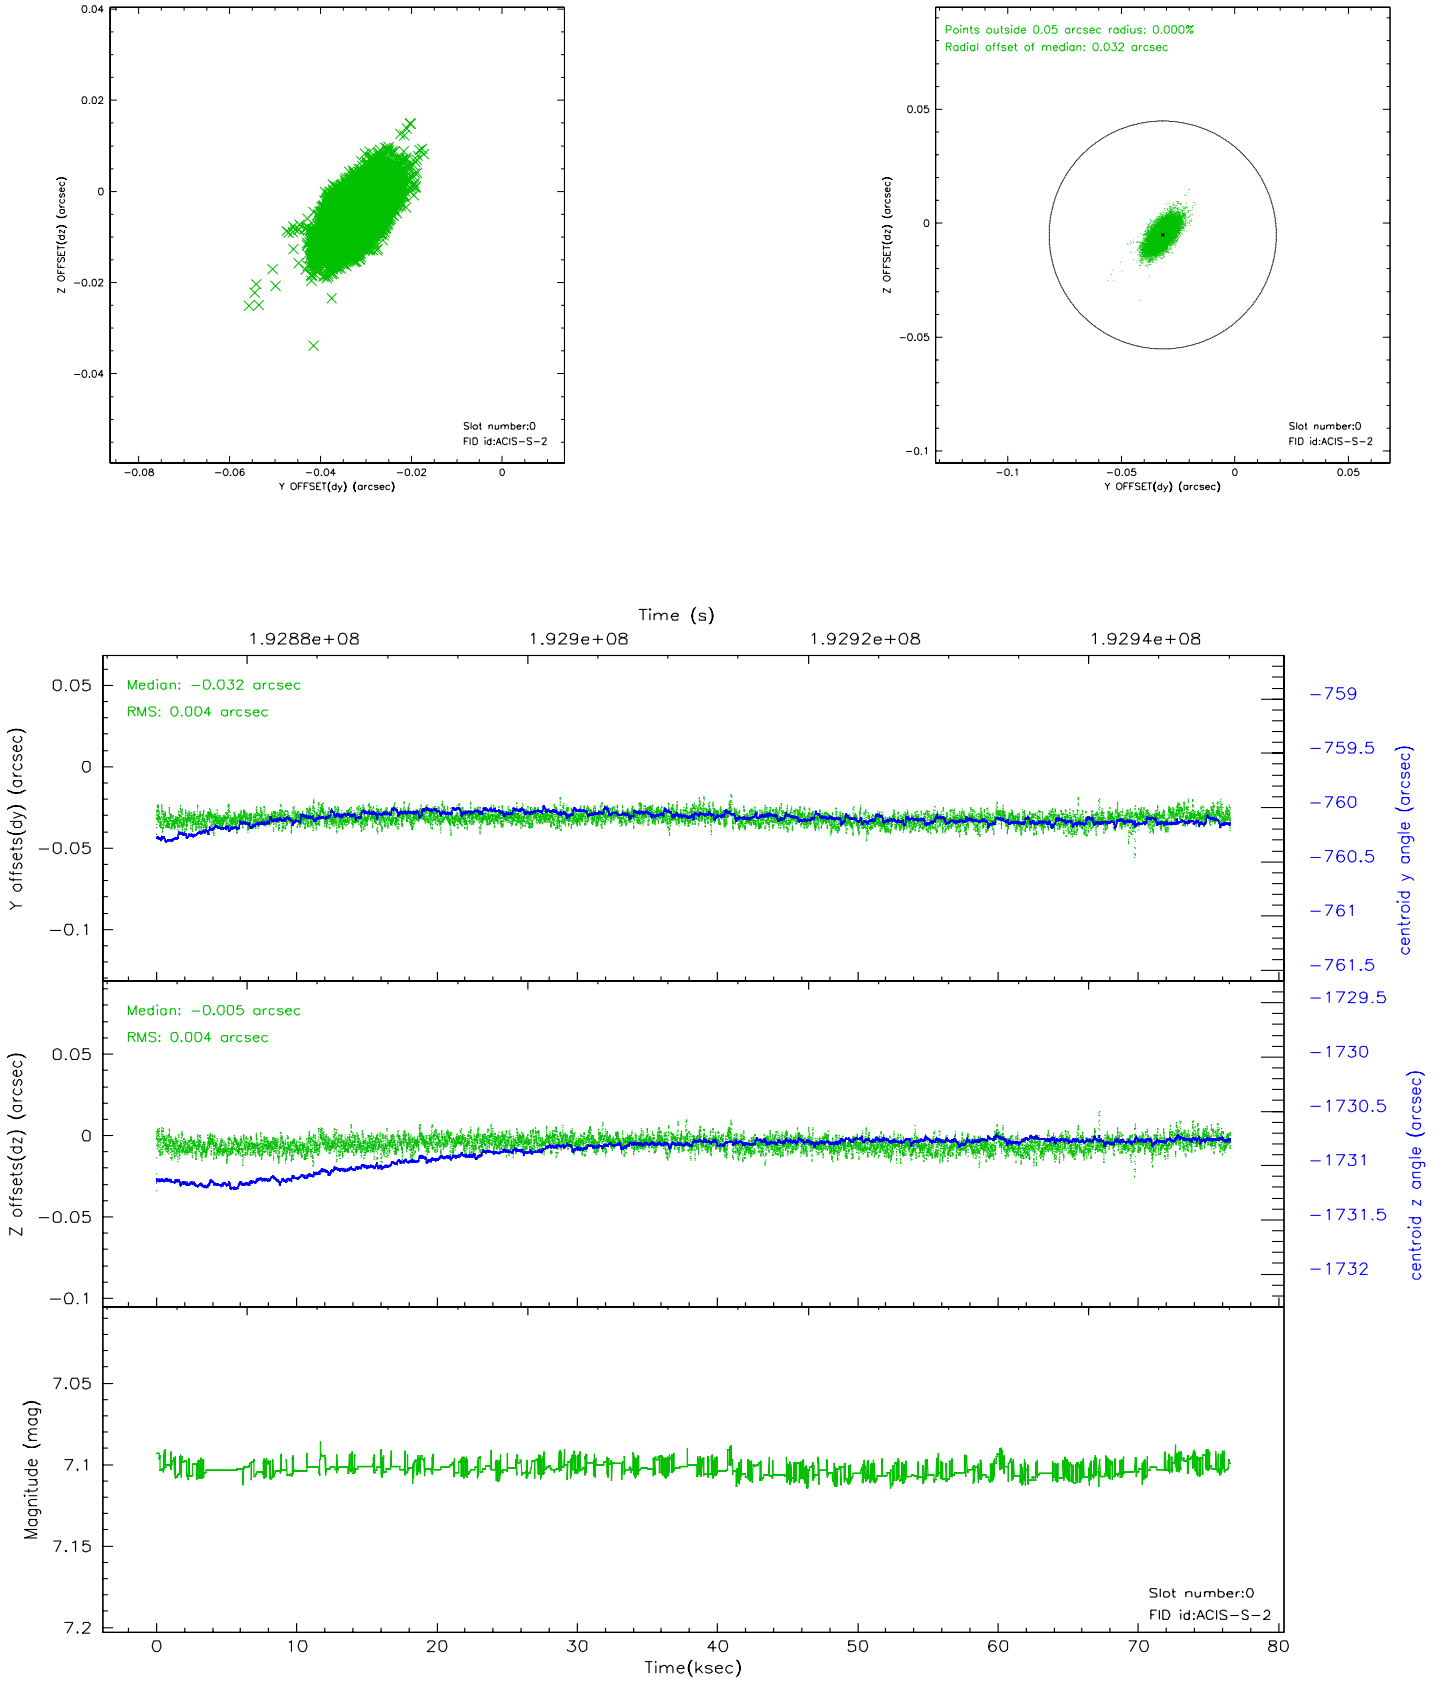 0.04
0.02
0
-0.02
-0.04
Z OFFSET(dz) (arcsec)
Slot number:0
FID id:ACIS-S-2
-0.08 -0.06 -0.04 -0.02 0
Y OFFSET(dy) (arcsec)
Points outside 0.05 arcsec radius: 0.000%
Radial offset of median: 0.032 arcsec
0.05
0
-0.05
-0.1
Z OFFSET(dz) (arcsec)
Slot number:0
FID id:ACIS-S-2
-0.1 -0.05 0 0.05
Y OFFSET(dy) (arcsec)
Time (s)
1.9288e+08 1.929e+08 1.9292e+08 1.9294e+08
Median: -0.032 arcsec
RMS: 0.004 arcsec
0.05
0
-0.05
-0.1
Y offsets(dy) (arcsec)
-759
-759.5
-760
-760.5
-761
-761.5
centroid y angle (arcsec)
Median: -0.005 arcsec
RMS: 0.004 arcsec
0.05
0
-0.05
-0.1
Z offsets(dz) (arcsec)
-1729.5
-1730
-1730.5
-1731
-1731.5
-1732
centroid z angle (arcsec)
7.05
7.1
7.15
7.2
Magnitude (mag)
Slot number:0
FID id:ACIS-S-2
0 10 20 30 40 50 60 70 80
Time(ksec)